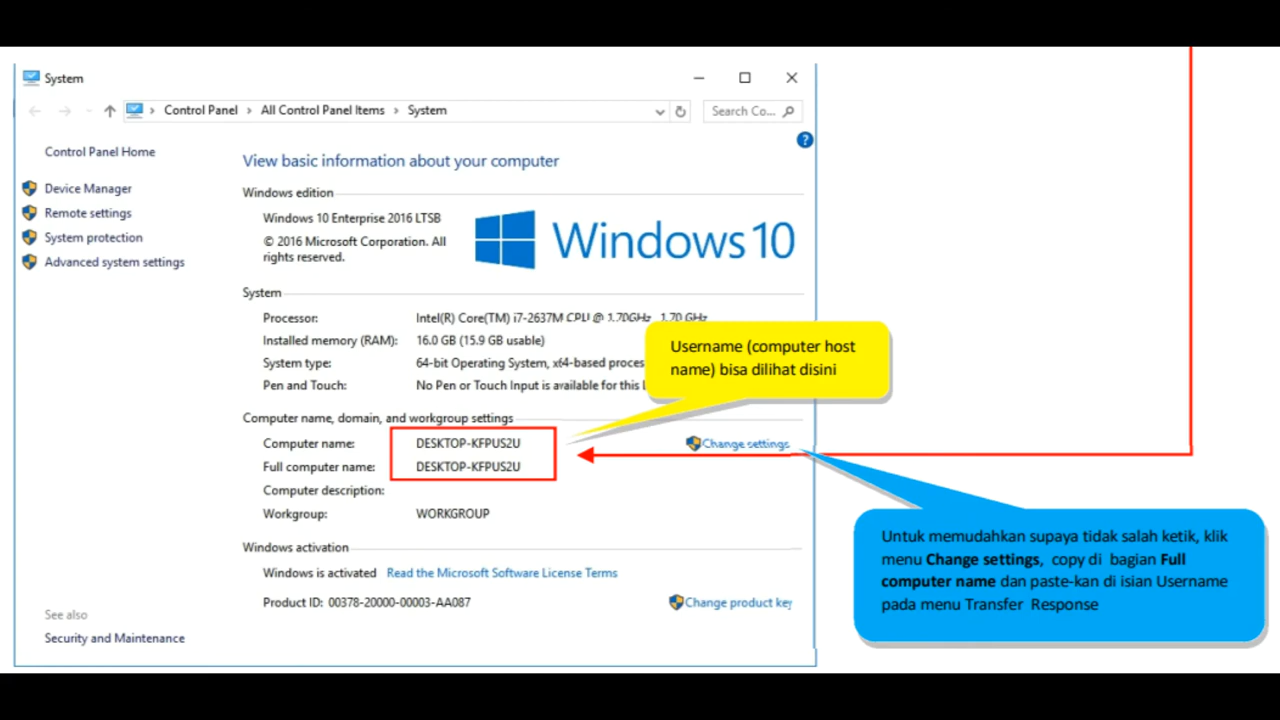 System
Control Panel > All Control Panel Items > System
Search Co...
?
Control Panel Home
Device Manager
Remote settings
System protection
Advanced system settings
View basic information about your computer
Windows edition
Windows 10 Enterprise 2016 LTSB
© 2016 Microsoft Corporation. All
rights reserved.
Windows 10
System
Processor: Intel(R) Core(TM) i7-2637M CPU @ 1.70GHz 1.70 GHz
Installed memory (RAM): 16.0 GB (15.9 GB usable)
System type: 64-bit Operating System, x64-based proces
Pen and Touch: No Pen or Touch Input is available for this
Username (computer host
name) bisa dilihat disini
Computer name, domain, and workgroup settings
Computer name: DESKTOP-KFPUS2U
Change settings
Full computer name: DESKTOP-KFPUS2U
Computer description:
Workgroup: WORKGROUP
Untuk memudahkan supaya tidak salah ketik, klik
menu Change settings, copy di bagian Full
computer name dan paste-kan di isian Username
pada menu Transfer Response
Windows activation
Windows is activated Read the Microsoft Software License Terms
Product ID: 00378-20000-00003-AA087
Change product key
See also
Security and Maintenance